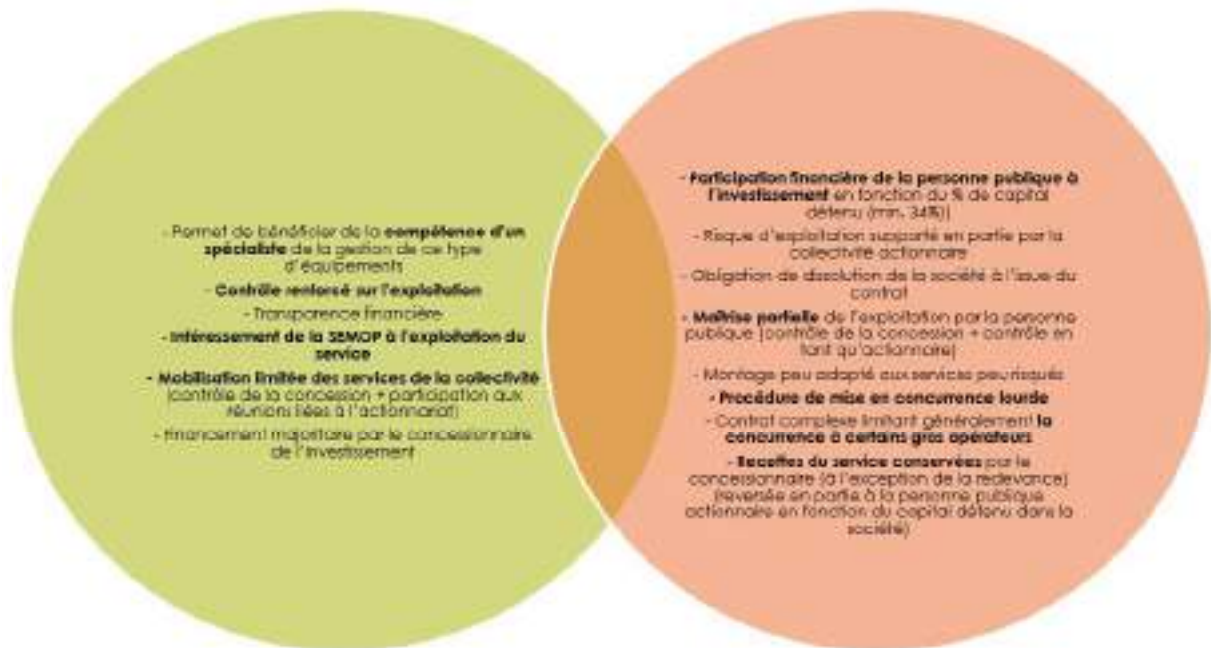 - Permet de bénéficier de la compétence d'un
spécialiste de la gestion de ce type
d'équipements
- Contrôle renforcé sur l'exploitation
- Transparence financière
- Intéressement de la SEMOP à l'exploitation du
service
- Mobilisation limitée des services de la collectivité
(contrôle de la concession + participation aux
réunions liées à l'actionnariat)
- Financement majoritaire par le concessionnaire
de l'investissement
- Participation financière de la personne publique à
l'investissement en fonction du % de capital
détenu (min. 34%))
- Risque d'exploitation supporté en partie par la
collectivité actionnaire
- Obligation de dissolution de la société à l'issue du
contrat
- Maîtrise partielle de l'exploitation par la personne
publique (contrôle de la concession + contrôle en
tant qu'actionnaire)
- Montage peu adapté aux services peu risqués
- Procédure de mise en concurrence lourde
- Contrat complexe limitant généralement la
concurrence à certains gros opérateurs
- Recettes du service conservées par le
concessionnaire (à l'exception de la redevance)
(reversée en partie à la personne publique
actionnaire en fonction du capital détenu dans la
société)